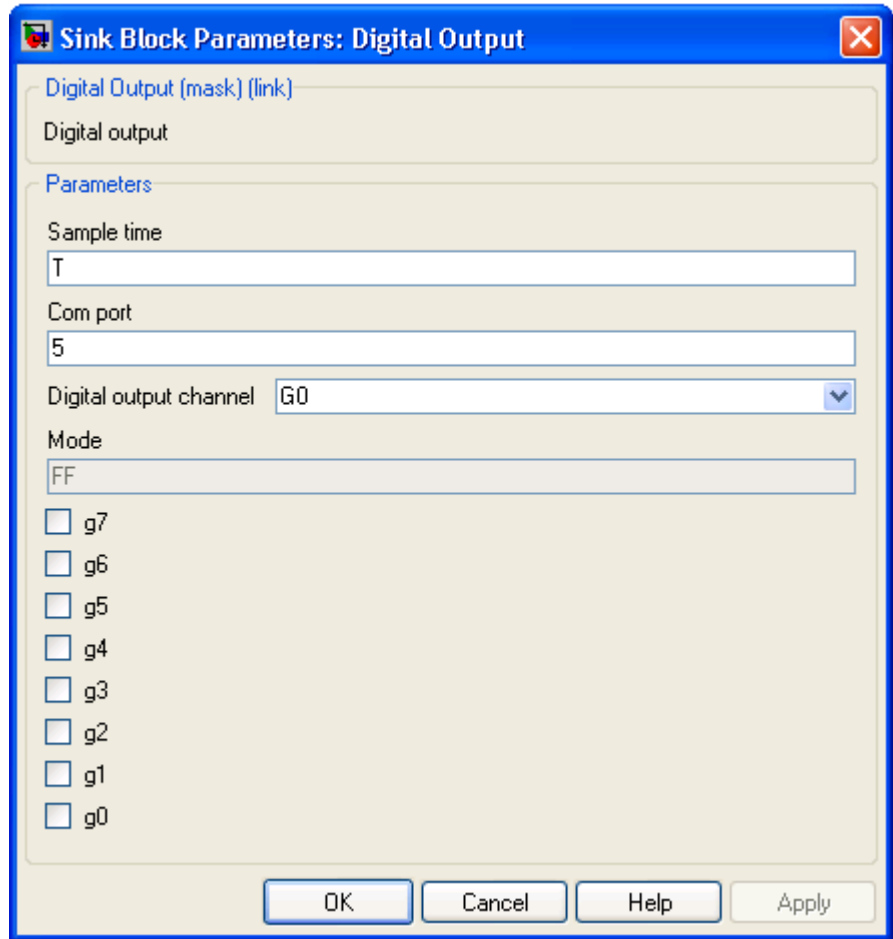 Sink Block Parameters: Digital Output
Digital Output (mask) (link)
Digital output
Parameters
Sample time
T
Com port
5
Digital output channel G0
Mode
FF
g7
g6
g5
g4
g3
g2
g1
g0
OK Cancel Help Apply